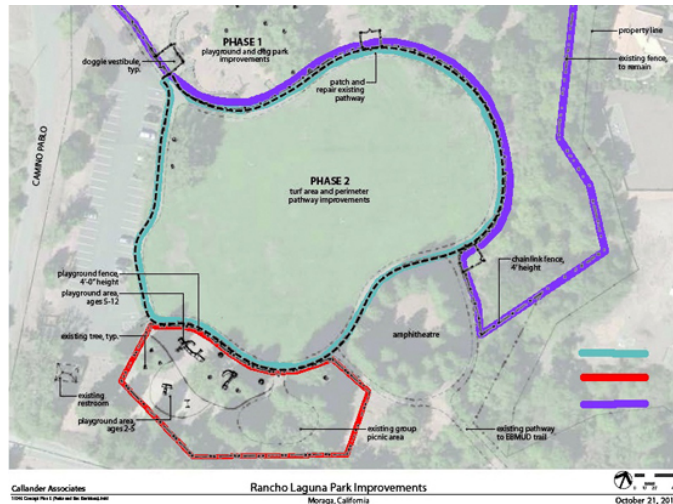 PHASE 1
playground and dog park
improvements
doggie vestibule,
typ.
property line
existing fence,
to remain
patch and
repair existing
pathway
CAMINO PABLO
PHASE 2
turf area and perimeter
pathway improvements
playground fence,
4'-0" height
playground area,
ages 5-12
existing tree, typ.
chainlink fence,
4' height
amphitheatre
existing
restroom
playground area,
ages 2-5
existing group
picnic area
existing pathway
to EBMUD trail
Callander Associates
Rancho Laguna Park Improvements
Moraga, California
October 21, 201